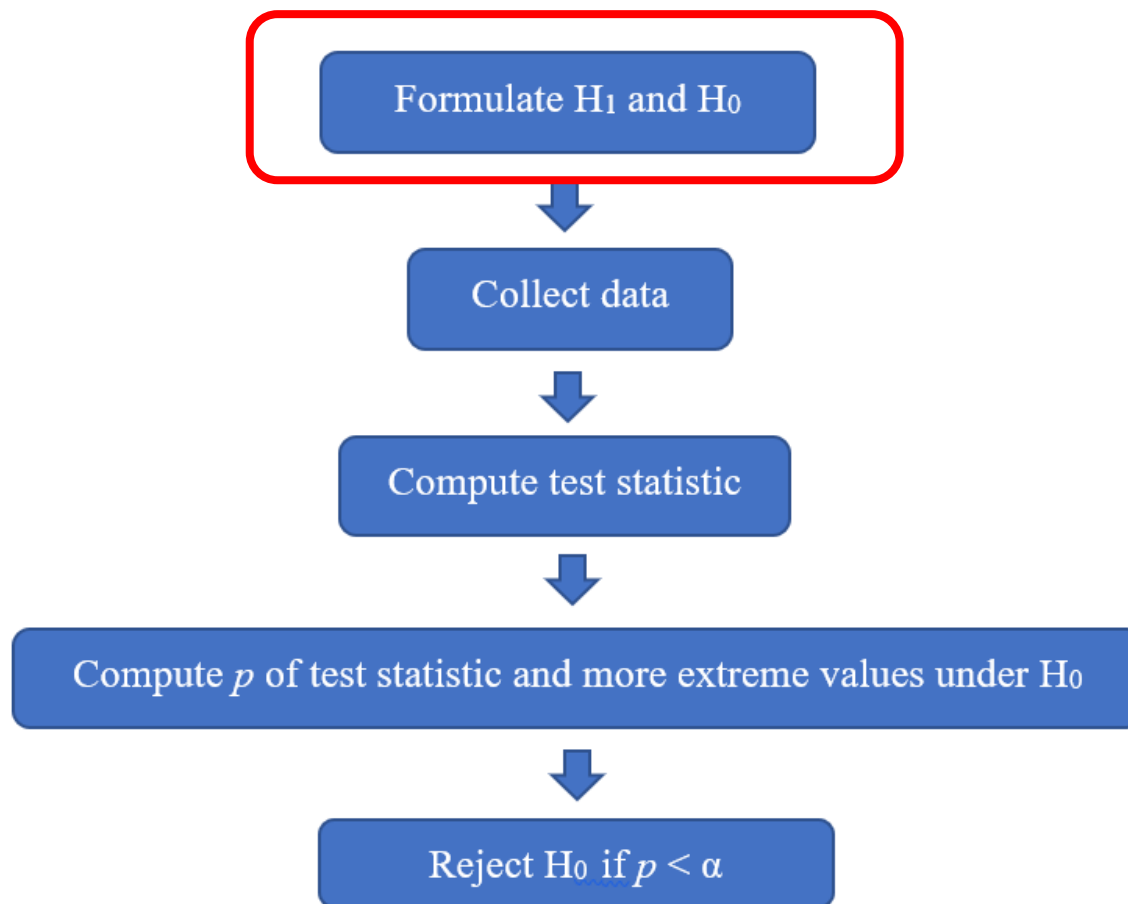 Formulate H₁ and H₀
Collect data
Compute test statistic
Compute p of test statistic and more extreme values under H₀
Reject H₀ if p < α